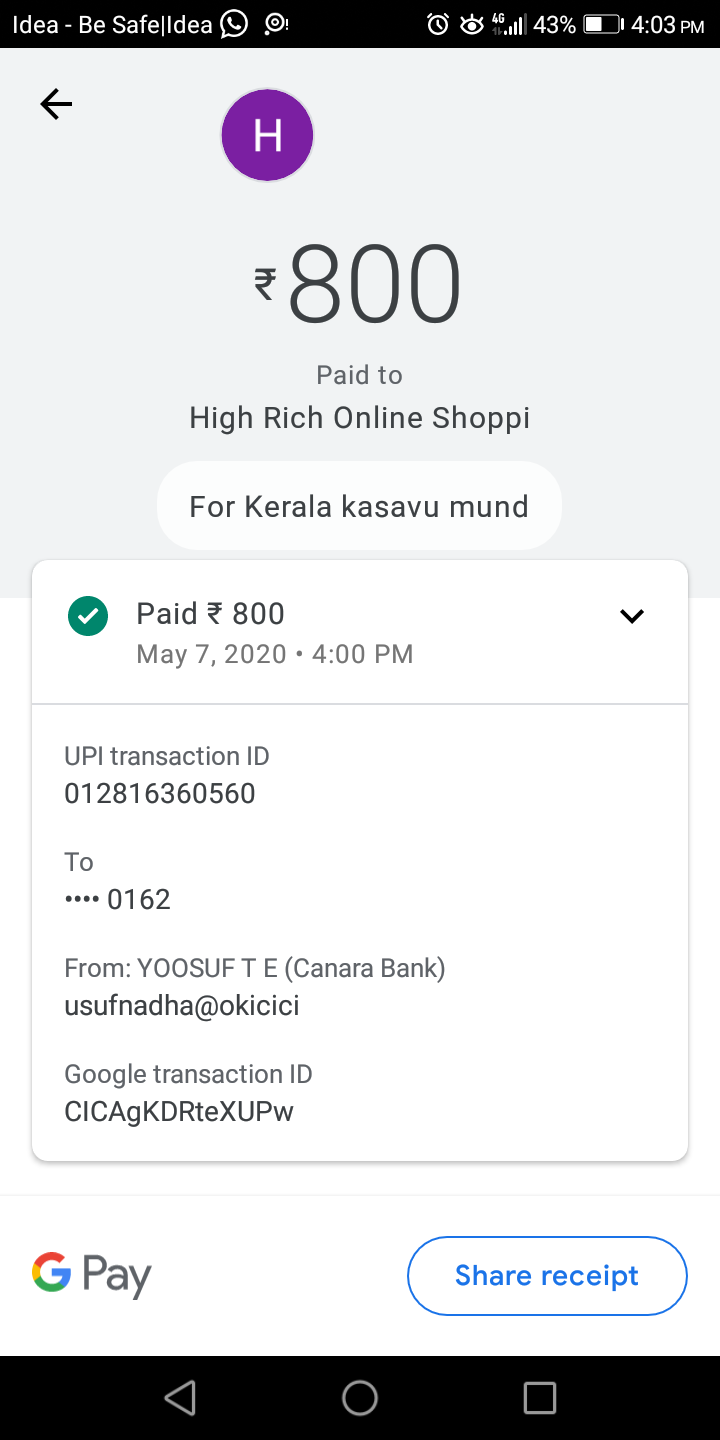 Idea - Be Safe|Idea 4G 43% 4:03 PM
H
₹800
Paid to
High Rich Online Shoppi
For Kerala kasavu mund
Paid ₹ 800
May 7, 2020 • 4:00 PM
UPI transaction ID
012816360560
To
•••• 0162
From: YOOSUF T E (Canara Bank)
usufnadha@okicici
Google transaction ID
CICAgKDRteXUPw
G Pay
Share receipt